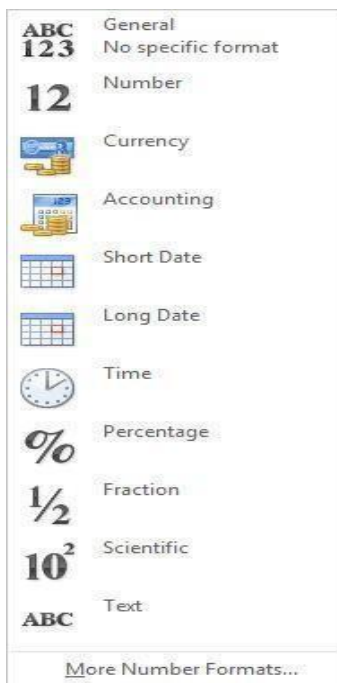 ABC
123
General
No specific format
12
Number
Currency
123
Accounting
Short Date
Long Date
Time
%
Percentage
½
Fraction
10²
Scientific
ABC
Text
More Number Formats...